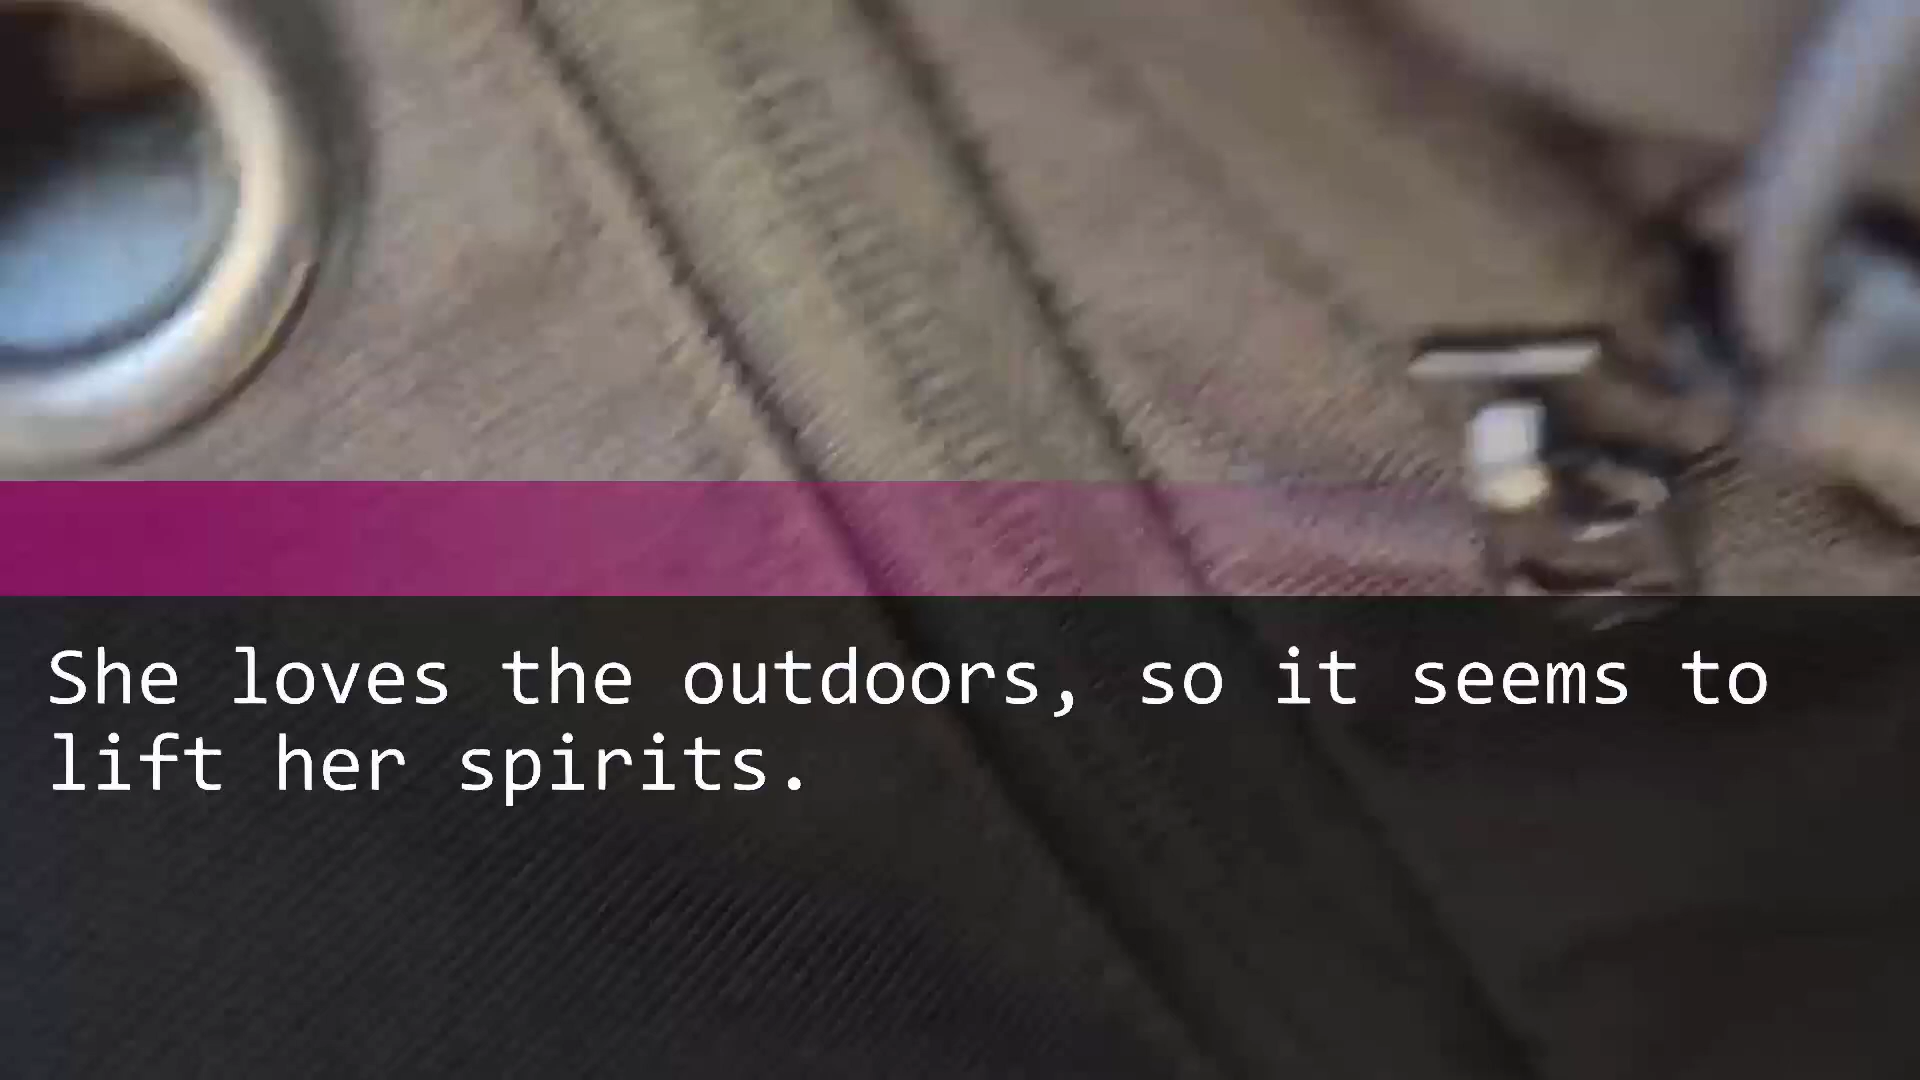 She loves the outdoors, so it seems to
lift her spirits.